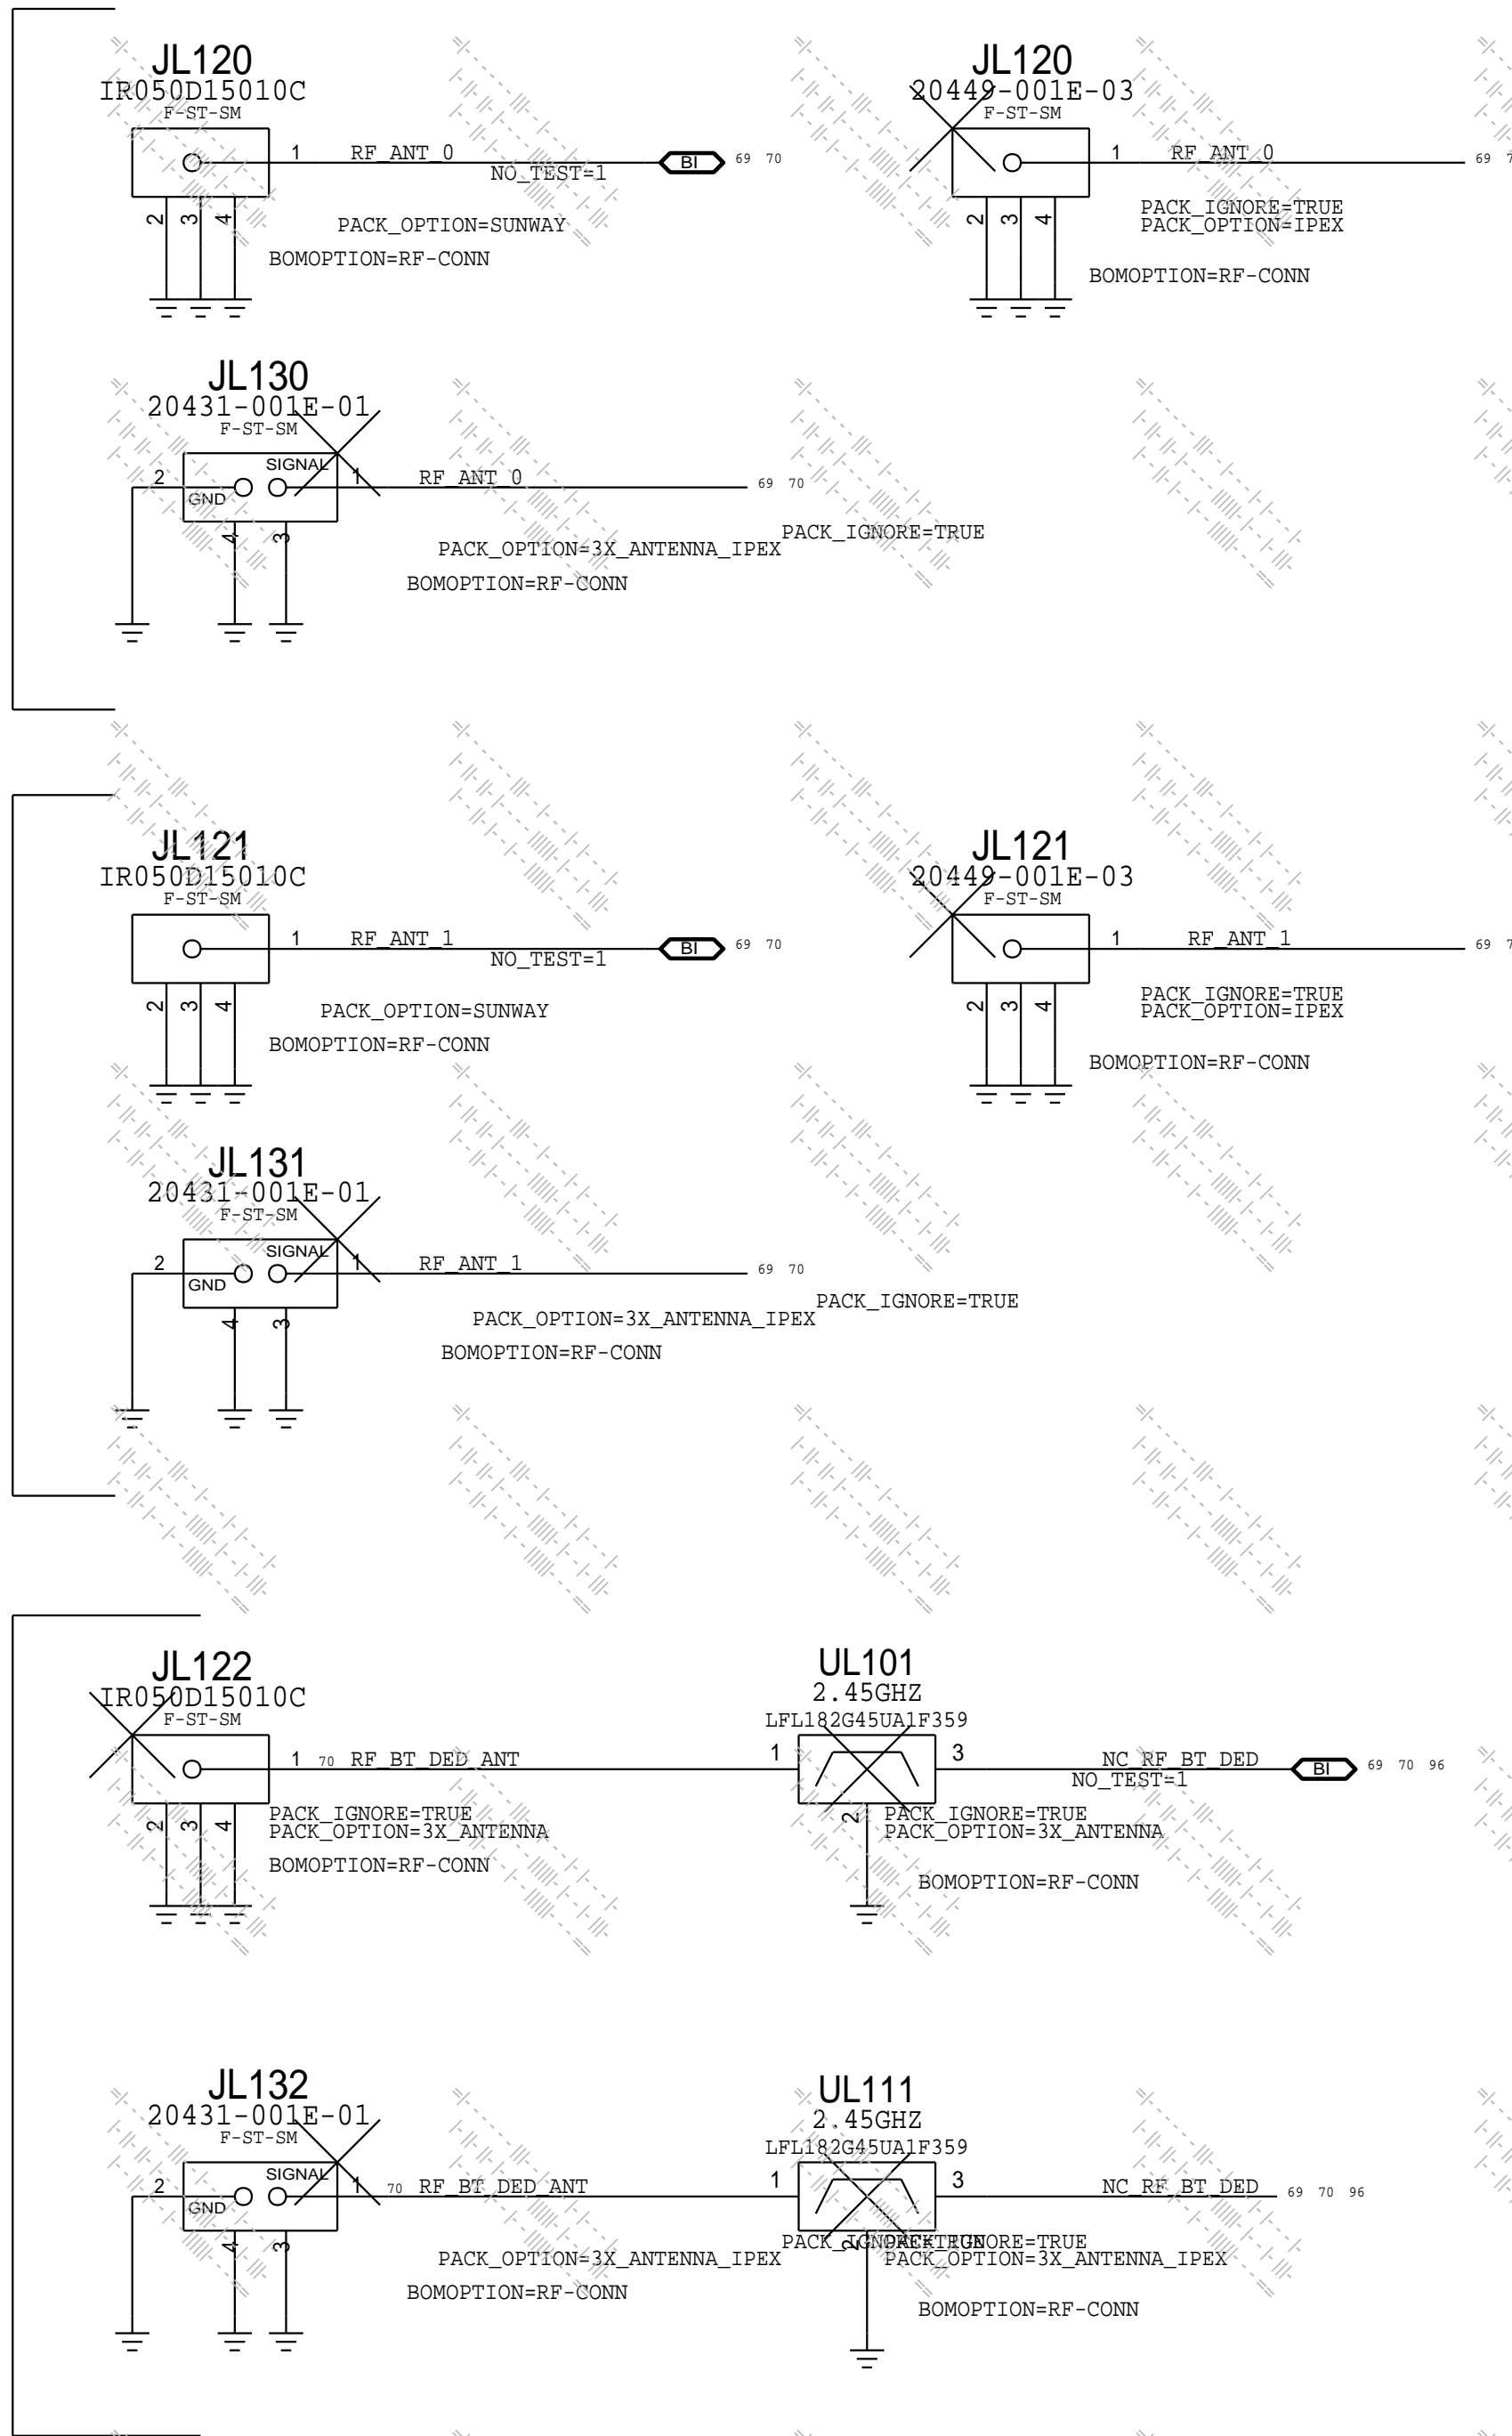 JL120
IR050D15010C
F-ST-SM
1 RF_ANT_0
NO_TEST=1
BI 69 70
2 3 4
PACK_OPTION=SUNWAY
BOMOPTION=RF-CONN
JL120
20449-001E-03
F-ST-SM
1 RF_ANT_0
69
2 3 4
PACK_IGNORE=TRUE
PACK_OPTION=IPEX
BOMOPTION=RF-CONN
JL130
20431-001E-01
F-ST-SM
SIGNAL
2 GND 1 RF_ANT_0 69 70
4 3
PACK_IGNORE=TRUE
PACK_OPTION=3X_ANTENNA_IPEX
BOMOPTION=RF-CONN
JL121
IR050D15010C
F-ST-SM
1 RF_ANT_1
NO_TEST=1
BI 69 70
2 3 4
PACK_OPTION=SUNWAY
BOMOPTION=RF-CONN
JL121
20449-001E-03
F-ST-SM
1 RF_ANT_1
69
2 3 4
PACK_IGNORE=TRUE
PACK_OPTION=IPEX
BOMOPTION=RF-CONN
JL131
20431-001E-01
F-ST-SM
SIGNAL
2 GND 1 RF_ANT_1 69 70
4 3
PACK_IGNORE=TRUE
PACK_OPTION=3X_ANTENNA_IPEX
BOMOPTION=RF-CONN
JL122
IR050D15010C
F-ST-SM
1 70 RF_BT_DED_ANT
2 3 4
PACK_IGNORE=TRUE
PACK_OPTION=3X_ANTENNA
BOMOPTION=RF-CONN
UL101
2.45GHZ
LFL182G45UA1F359
1 3 NC_RF_BT_DED
NO_TEST=1
BI 69 70 96
2
PACK_IGNORE=TRUE
PACK_OPTION=3X_ANTENNA
BOMOPTION=RF-CONN
JL132
20431-001E-01
F-ST-SM
SIGNAL
2 GND 1 70 RF_BT_DED_ANT
4 3
PACK_IGNORE=TRUE
PACK_OPTION=3X_ANTENNA_IPEX
BOMOPTION=RF-CONN
UL111
2.45GHZ
LFL182G45UA1F359
1 3 NC_RF_BT_DED 69 70 96
2
PACK_IGNORE=TRUE
PACK_OPTION=3X_ANTENNA_IPEX
BOMOPTION=RF-CONN